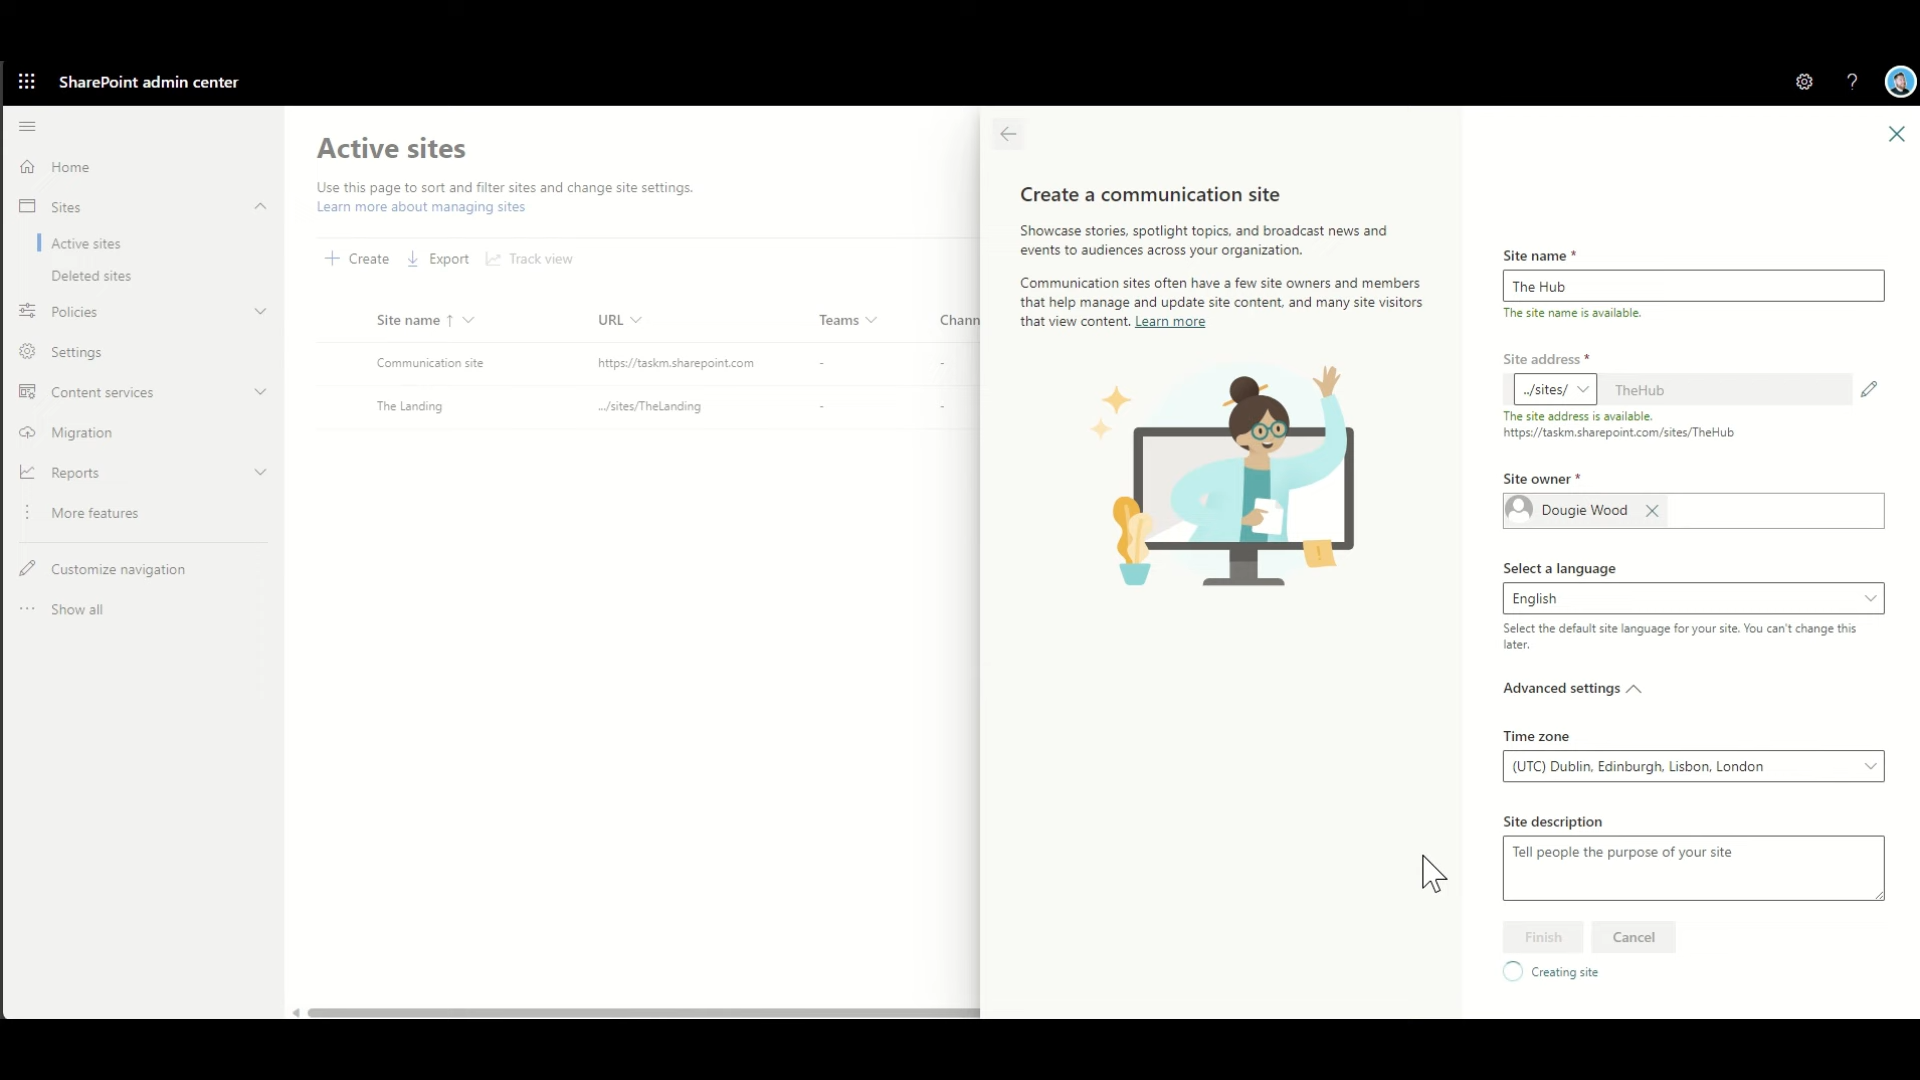 SharePoint admin center
?
Home
Sites
Active sites
Deleted sites
Policies
Settings
Content services
Migration
Reports
More features
Customize navigation
Show all
Active sites
Use this page to sort and filter sites and change site settings.
Learn more about managing sites
Create Export Track view
Site name ↑ URL Teams Chann
Communication site https://taskm.sharepoint.com - -
The Landing .../sites/TheLanding - -
Create a communication site
Showcase stories, spotlight topics, and broadcast news and
events to audiences across your organization.
Communication sites often have a few site owners and members
that help manage and update site content, and many site visitors
that view content. Learn more
!
Site name *
The Hub
The site name is available.
Site address *
../sites/ TheHub
The site address is available.
https://taskm.sharepoint.com/sites/TheHub
Site owner *
Dougie Wood
Select a language
English
Select the default site language for your site. You can't change this
later.
Advanced settings
Time zone
(UTC) Dublin, Edinburgh, Lisbon, London
Site description
Tell people the purpose of your site
Finish Cancel
Creating site